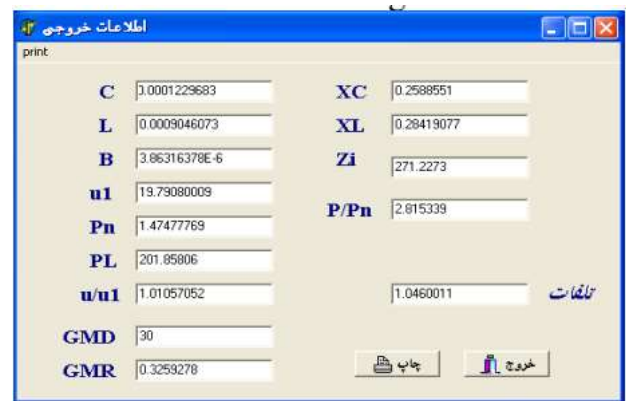 اطلاعات خروجی
print
C 0.0001229683 XC 0.2588551
L 0.0009046073 XL 0.28419077
B 3.86316378E-6 Zi 271.2273
u1 19.79080009
Pn 1.47477769 P/Pn 2.815339
PL 201.85806
u/u1 1.01057052 1.0460011 تلفات
GMD 30
GMR 0.3259278
چاپ خروج